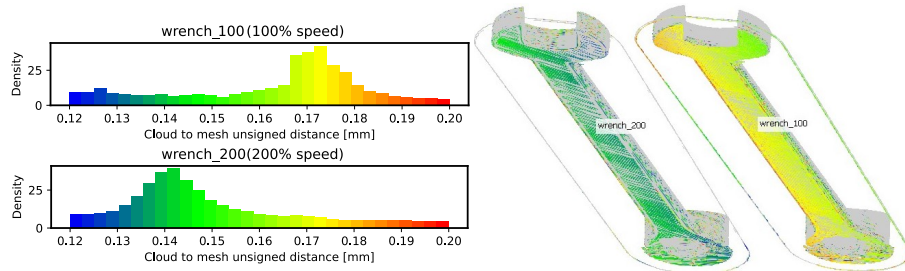 wrench_100(100% speed)
Density
25
0
0.12 0.13 0.14 0.15 0.16 0.17 0.18 0.19 0.20
Cloud to mesh unsigned distance [mm]
wrench_200(200% speed)
Density
25
0
0.12 0.13 0.14 0.15 0.16 0.17 0.18 0.19 0.20
Cloud to mesh unsigned distance [mm]
wrench_200
wrench_100